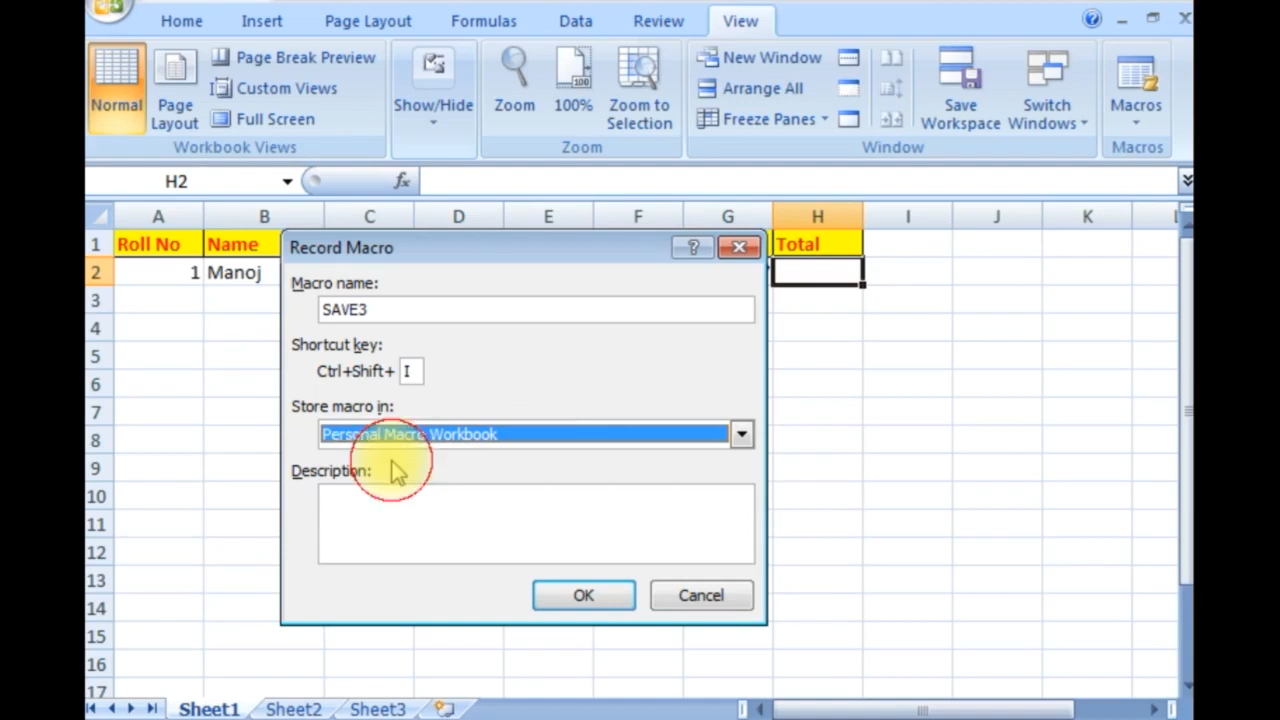 Home Insert Page Layout Formulas Data Review View
Normal
Page Layout
Page Break Preview
Custom Views
Full Screen
Workbook Views
Show/Hide
Zoom
100
100%
Zoom to Selection
Zoom
New Window
Arrange All
Freeze Panes
Save Workspace
Switch Windows
Window
Macros
Macros
H2 fx
A B C D E F G H I J K L
1 Roll No Name Total
2 1 Manoj
3
4
5
6
7
8
9
10
11
12
13
14
15
16
17
Record Macro
?
Macro name:
SAVE3
Shortcut key:
Ctrl+Shift+ I
Store macro in:
Personal Macro Workbook
Description:
OK Cancel
Sheet1 Sheet2 Sheet3